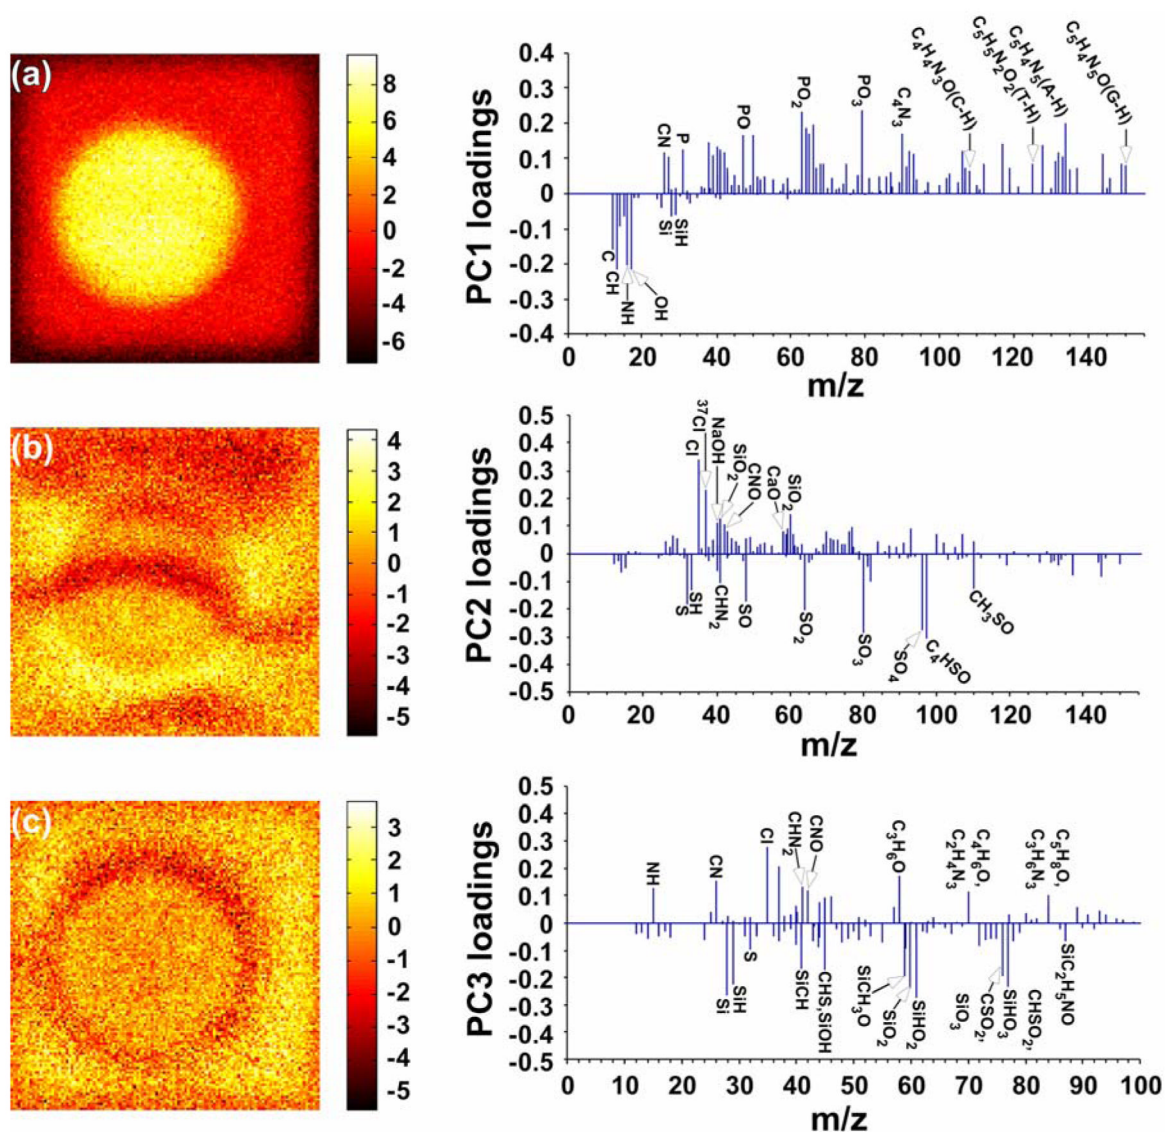 (a)
8
6
4
2
0
-2
-4
-6
PC1 loadings
0.4
0.3
0.2
0.1
0
-0.1
-0.2
-0.3
-0.4
C
CH
NH
OH
CN
Si
SiH
P
PO
PO2
PO3
C4N3
C4H4N3O(C-H)
C5H5N2O2(T-H)
C5H4N5(A-H)
C5H4N5O(G-H)
0 20 40 60 80 100 120 140
m/z
(b)
4
3
2
1
0
-1
-2
-3
-4
-5
PC2 loadings
0.5
0.4
0.3
0.2
0.1
0
-0.1
-0.2
-0.3
-0.4
-0.5
Cl
37Cl
NaOH
SiO2
CNO
CaO
SiO2
S
SH
CHN2
SO
SO2
SO3
SO4
C4HSO
CH3SO
0 20 40 60 80 100 120 140
m/z
(c)
3
2
1
0
-1
-2
-3
-4
-5
PC3 loadings
0.5
0.4
0.3
0.2
0.1
0
-0.1
-0.2
-0.3
-0.4
-0.5
NH
CN
Cl
CHN2
CNO
C3H6O
C4H6O,
C2H4N3
C5H8O,
C3H6N3
Si
SiH
S
SiCH
CHS,SiOH
SiCH3O
SiO2
SiHO2
CSO2,
SiO3
CHSO2,
SiHO3
SiC2H5NO
0 10 20 30 40 50 60 70 80 90 100
m/z